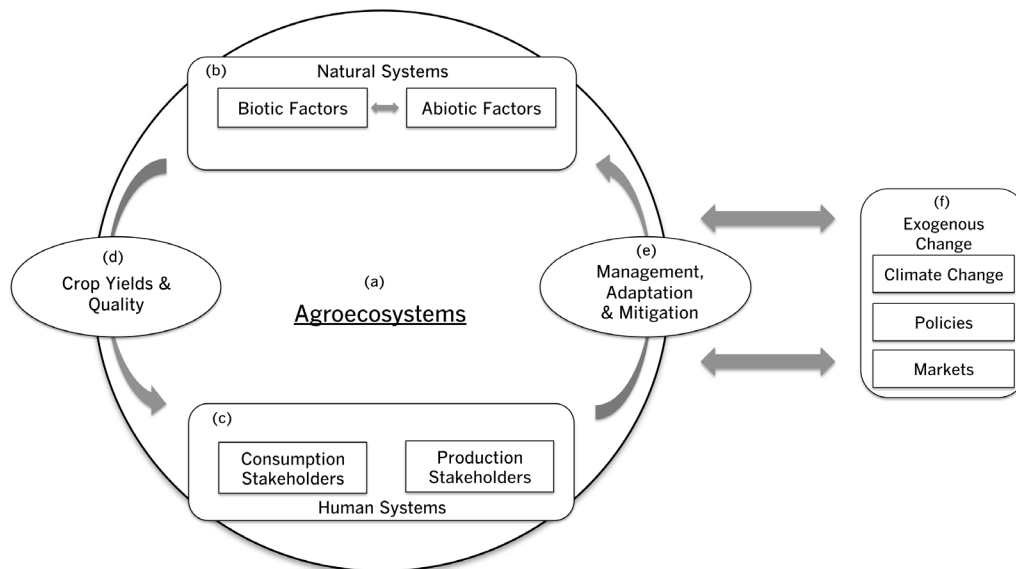 (b)
Natural Systems
Biotic Factors
Abiotic Factors
(d)
Crop Yields &
Quality
(a)
Agroecosystems
(e)
Management,
Adaptation
& Mitigation
(f)
Exogenous
Change
Climate Change
Policies
Markets
(c)
Consumption
Stakeholders
Production
Stakeholders
Human Systems